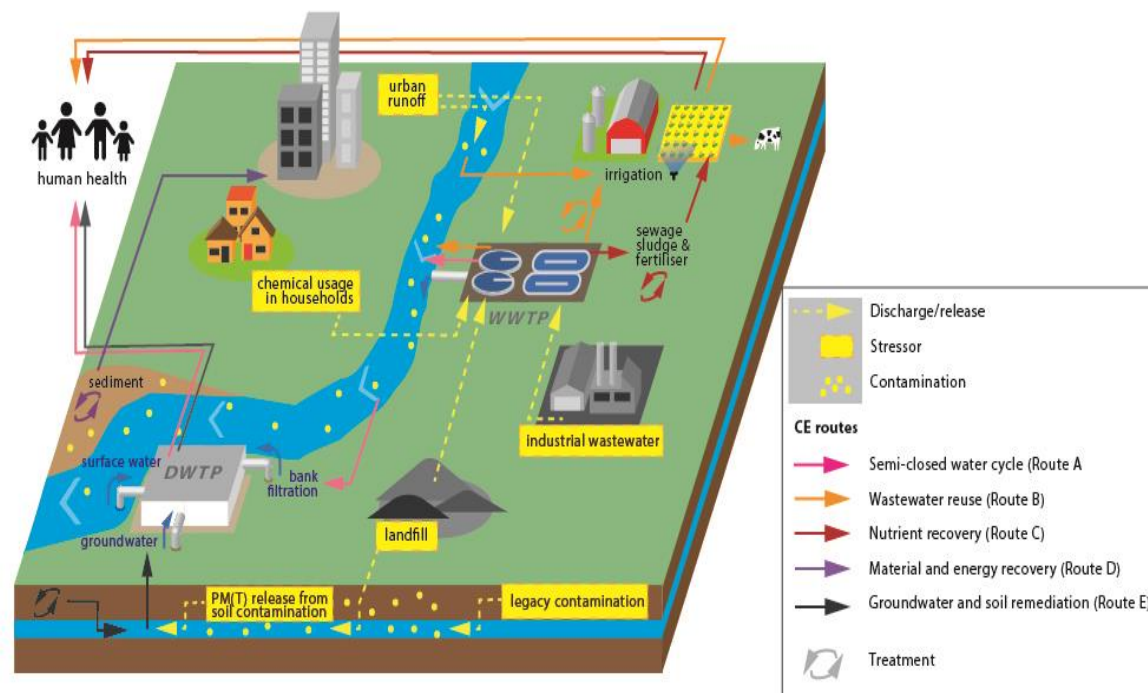 urban
runoff
human health
irrigation
sewage
sludge &
fertiliser
chemical usage
in households
WWTP
sediment
industrial wastewater
surface water
DWTP
bank
filtration
landfill
groundwater
PM(T) release from
soil contamination
legacy contamination
Discharge/release
Stressor
Contamination
CE routes
Semi-closed water cycle (Route A
Wastewater reuse (Route B)
Nutrient recovery (Route C)
Material and energy recovery (Route D)
Groundwater and soil remediation (Route E)
Treatment